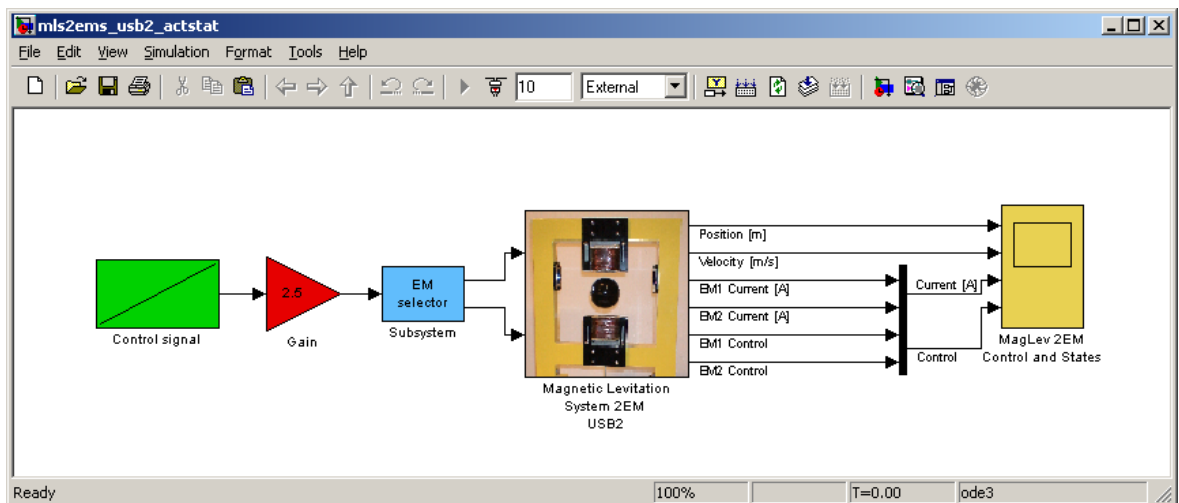 mls2ems_usb2_actstat
File Edit View Simulation Format Tools Help
10 External
Position [m]
Velocity [m/s]
EM1 Current [A]
EM2 Current [A]
EM1 Control
EM2 Control
Current [A]
Control
2.5
EM
selector
Control signal
Gain
Subsystem
Magnetic Levitation
System 2EM
USB2
MagLev 2EM
Control and States
Ready 100% T=0.00 ode3